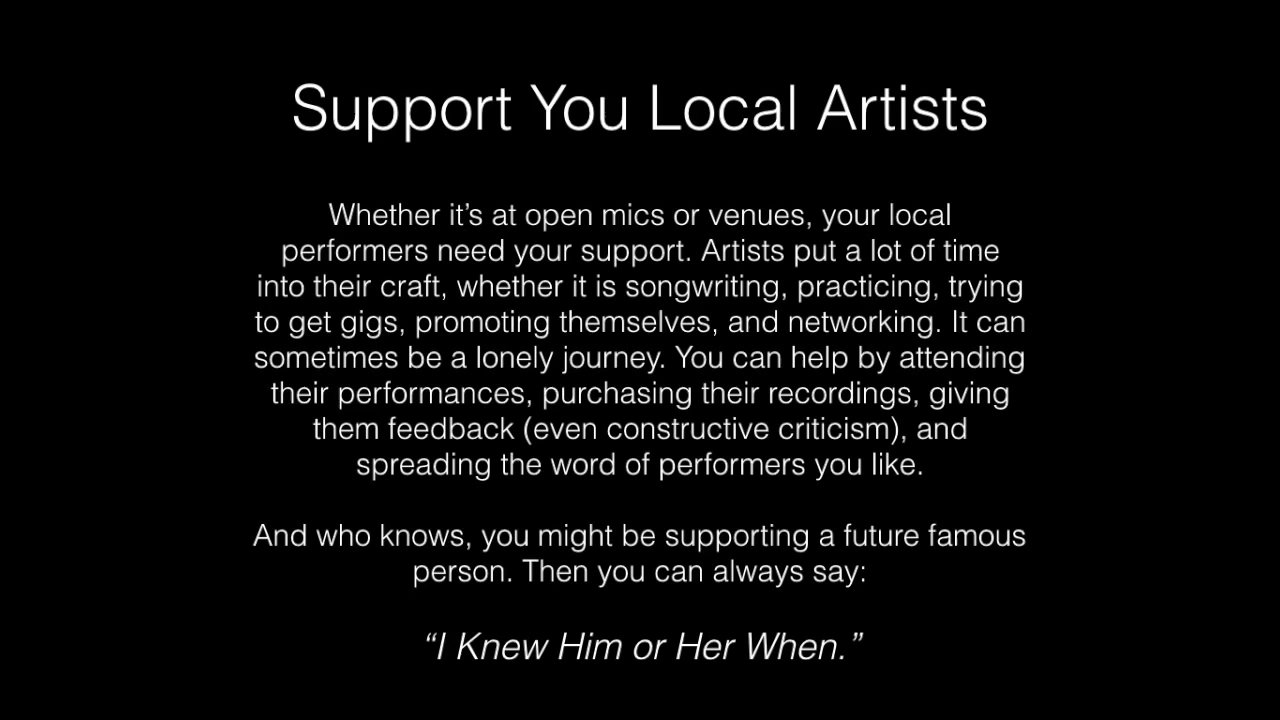 Support You Local Artists
Whether it’s at open mics or venues, your local
performers need your support. Artists put a lot of time
into their craft, whether it is songwriting, practicing, trying
to get gigs, promoting themselves, and networking. It can
sometimes be a lonely journey. You can help by attending
their performances, purchasing their recordings, giving
them feedback (even constructive criticism), and
spreading the word of performers you like.
And who knows, you might be supporting a future famous
person. Then you can always say:
“I Knew Him or Her When.”